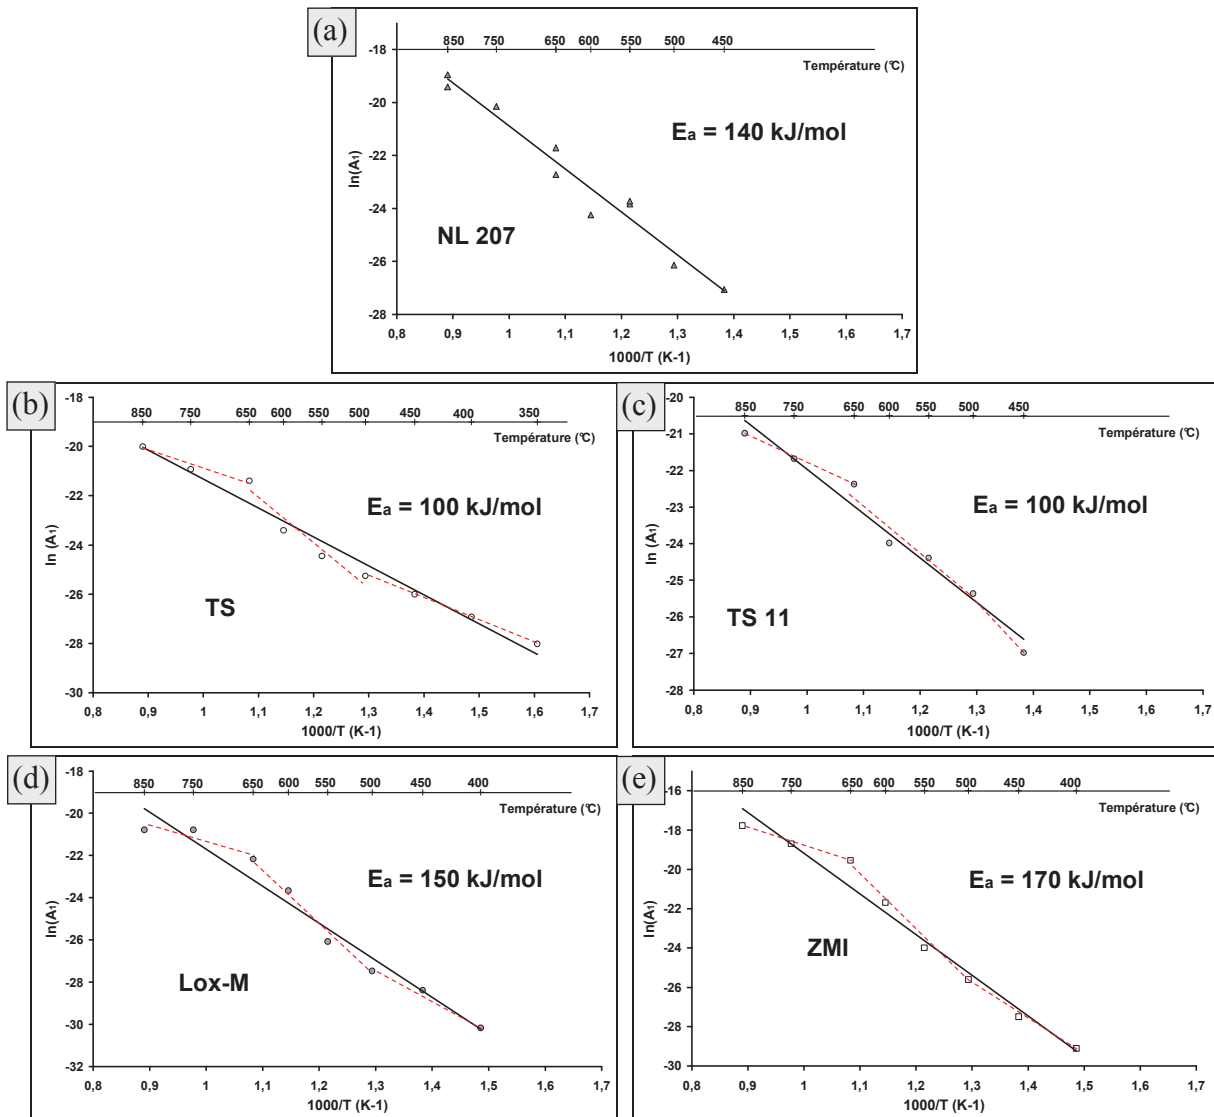 (a)
850 750 650 600 550 500 450
-18
Température (°C)
-20
Ea = 140 kJ/mol
-22
ln(A1)
-24
NL 207
-26
-28
0,8 0,9 1 1,1 1,2 1,3 1,4 1,5 1,6 1,7
1000/T (K-1)
(b)
-18
850 750 650 600 550 500 450 400 350
Température (°C)
-20
-22
Ea = 100 kJ/mol
ln (A1)
-24
TS
-26
-28
-30
0,8 0,9 1 1,1 1,2 1,3 1,4 1,5 1,6 1,7
1000/T (K-1)
(c)
-20
850 750 650 600 550 500 450
-21
Température (°C)
-22
-23
Ea = 100 kJ/mol
ln (A1)
-24
-25
TS 11
-26
-27
-28
0,8 0,9 1 1,1 1,2 1,3 1,4 1,5 1,6 1,7
1000/T (K-1)
(d)
-18
850 750 650 600 550 500 450 400
Température (°C)
-20
-22
Ea = 150 kJ/mol
-24
ln(A1)
-26
Lox-M
-28
-30
-32
0,8 0,9 1 1,1 1,2 1,3 1,4 1,5 1,6 1,7
1000/T (K-1)
(e)
850 750 650 600 550 500 450 400
-16
Température (°C)
-18
-20
Ea = 170 kJ/mol
-22
ln(A1)
-24
ZMI
-26
-28
-30
0,8 0,9 1 1,1 1,2 1,3 1,4 1,5 1,6 1,7
1000/T (K-1)